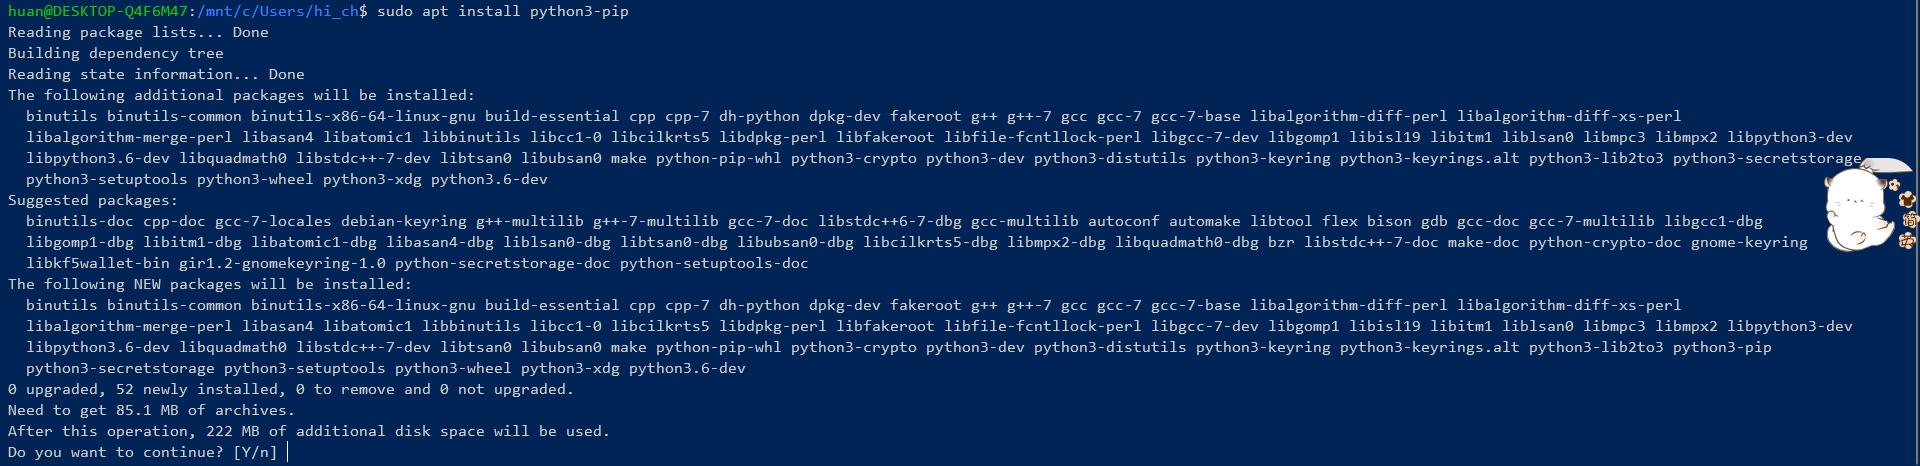 huan@DESKTOP-Q4F6M47:/mnt/c/Users/hi_ch$ sudo apt install python3-pip
Reading package lists... Done
Building dependency tree
Reading state information... Done
The following additional packages will be installed:
  binutils binutils-common binutils-x86-64-linux-gnu build-essential cpp cpp-7 dh-python dpkg-dev fakeroot g++ g++-7 gcc gcc-7 gcc-7-base libalgorithm-diff-perl libalgorithm-diff-xs-perl
  libalgorithm-merge-perl libasan4 libatomic1 libbinutils libcc1-0 libcilkrts5 libdpkg-perl libfakeroot libfile-fcntllock-perl libgcc-7-dev libgomp1 libisl19 libitm1 liblsan0 libmpc3 libmpx2 libpython3-dev
  libpython3.6-dev libquadmath0 libstdc++-7-dev libtsan0 libubsan0 make python-pip-whl python3-crypto python3-dev python3-distutils python3-keyring python3-keyrings.alt python3-lib2to3 python3-secretstorage
  python3-setuptools python3-wheel python3-xdg python3.6-dev
Suggested packages:
  binutils-doc cpp-doc gcc-7-locales debian-keyring g++-multilib g++-7-multilib gcc-7-doc libstdc++6-7-dbg gcc-multilib autoconf automake libtool flex bison gdb gcc-doc gcc-7-multilib libgcc1-dbg
  libgomp1-dbg libitm1-dbg libatomic1-dbg libasan4-dbg liblsan0-dbg libtsan0-dbg libubsan0-dbg libcilkrts5-dbg libmpx2-dbg libquadmath0-dbg bzr libstdc++-7-doc make-doc python-crypto-doc gnome-keyring
  libkf5wallet-bin gir1.2-gnomekeyring-1.0 python-secretstorage-doc python-setuptools-doc
The following NEW packages will be installed:
  binutils binutils-common binutils-x86-64-linux-gnu build-essential cpp cpp-7 dh-python dpkg-dev fakeroot g++ g++-7 gcc gcc-7 gcc-7-base libalgorithm-diff-perl libalgorithm-diff-xs-perl
  libalgorithm-merge-perl libasan4 libatomic1 libbinutils libcc1-0 libcilkrts5 libdpkg-perl libfakeroot libfile-fcntllock-perl libgcc-7-dev libgomp1 libisl19 libitm1 liblsan0 libmpc3 libmpx2 libpython3-dev
  libpython3.6-dev libquadmath0 libstdc++-7-dev libtsan0 libubsan0 make python-pip-whl python3-crypto python3-dev python3-distutils python3-keyring python3-keyrings.alt python3-lib2to3 python3-pip
  python3-secretstorage python3-setuptools python3-wheel python3-xdg python3.6-dev
0 upgraded, 52 newly installed, 0 to remove and 0 not upgraded.
Need to get 85.1 MB of archives.
After this operation, 222 MB of additional disk space will be used.
Do you want to continue? [Y/n]
简
中